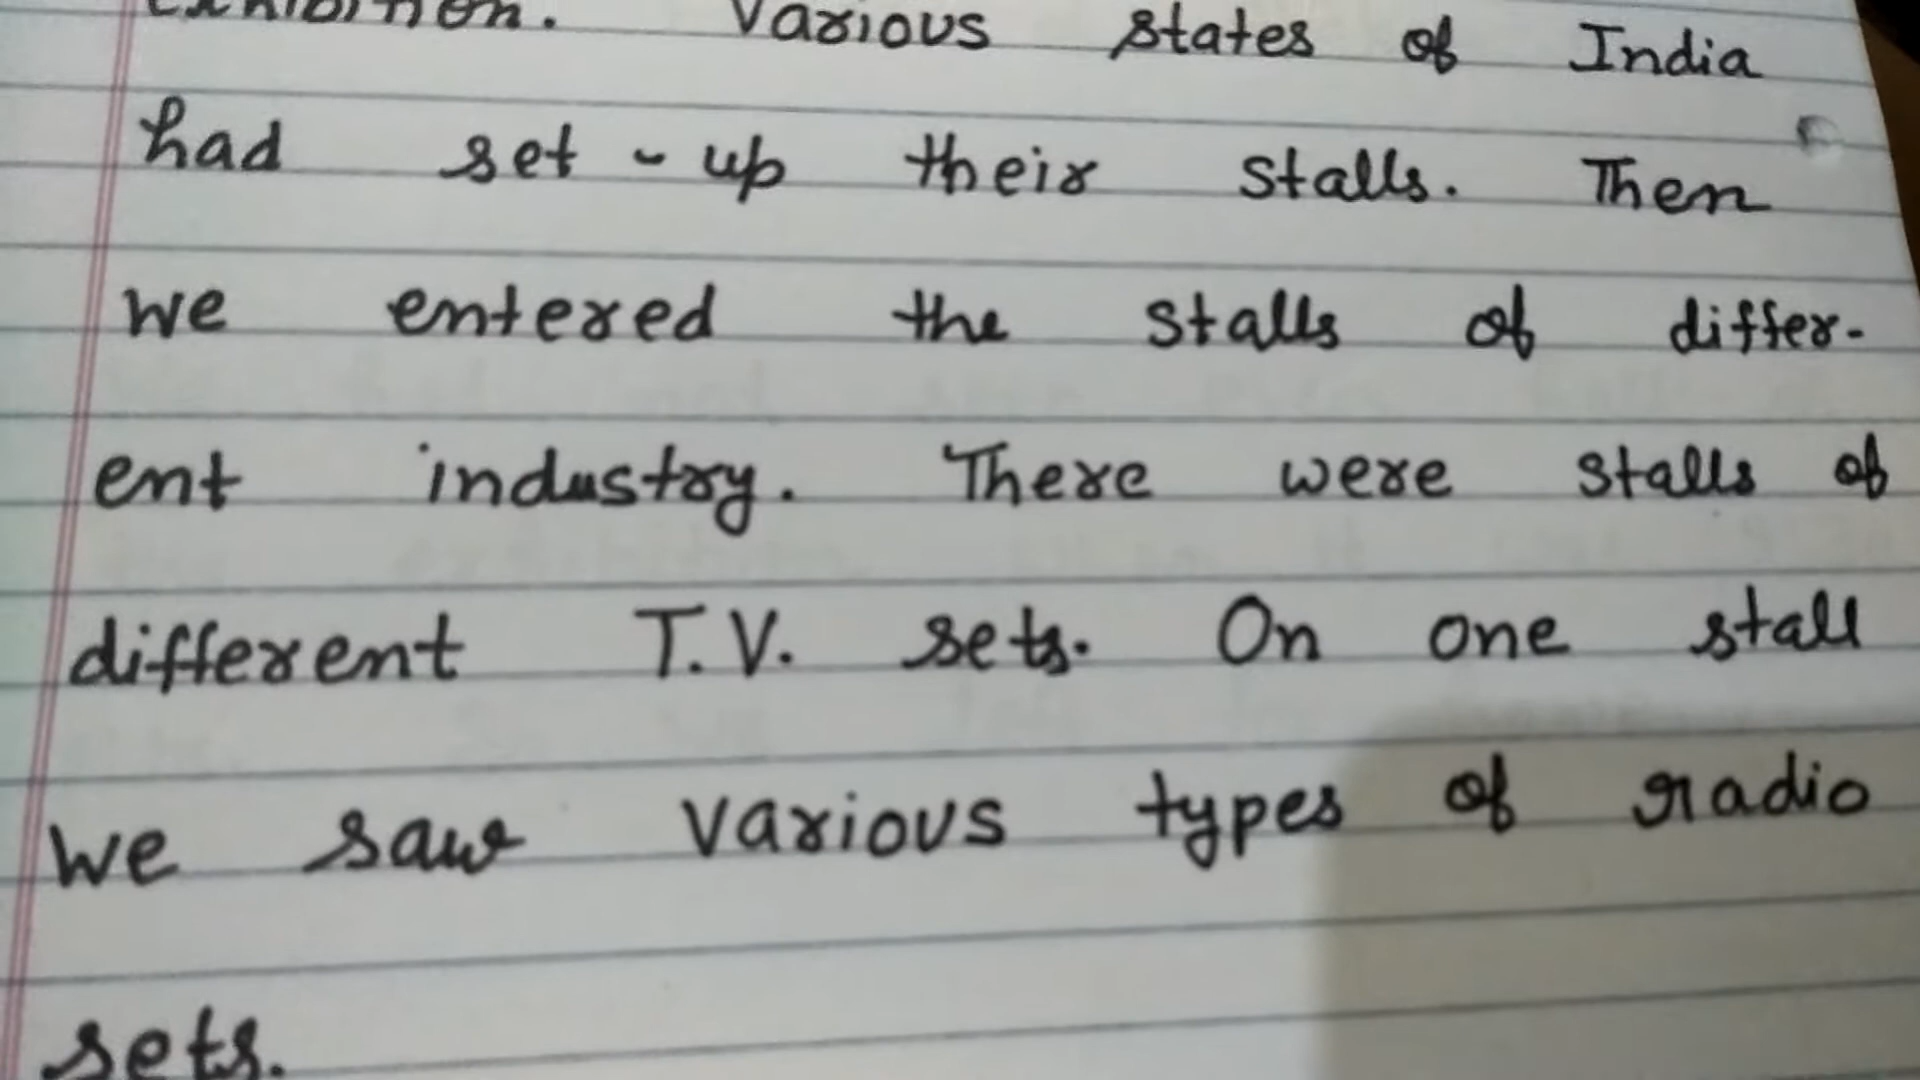 exhibition. Various states of India
had set-up their stalls. Then
we entered the stalls of differ-
ent industry. There were stalls of
different T.V. sets. On one stall
we saw various types of radio
sets.